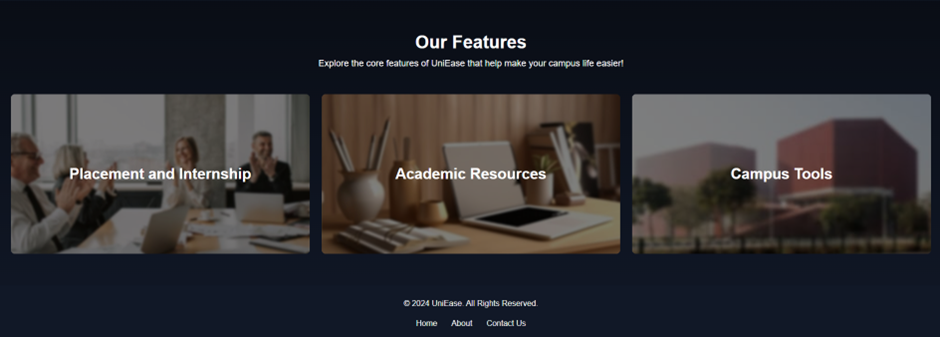 Our Features
Explore the core features of UniEase that help make your campus life easier!
Placement and Internship
Academic Resources
Campus Tools
© 2024 UniEase. All Rights Reserved.
Home About Contact Us